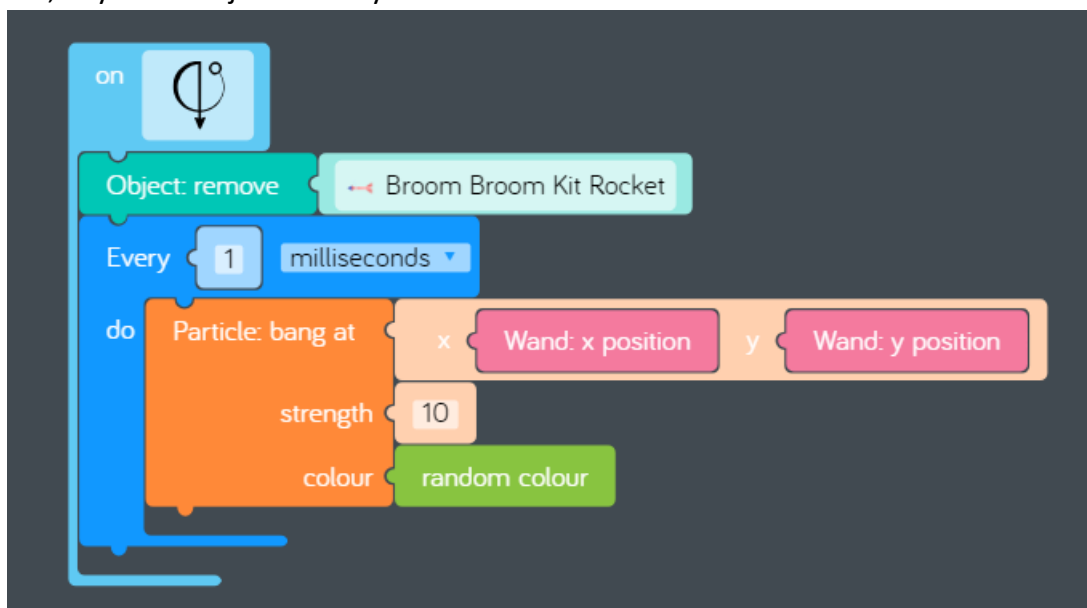 on
Object: remove Broom Broom Kit Rocket
Every 1 milliseconds
do Particle: bang at x Wand: x position y Wand: y position
strength 10
colour random colour